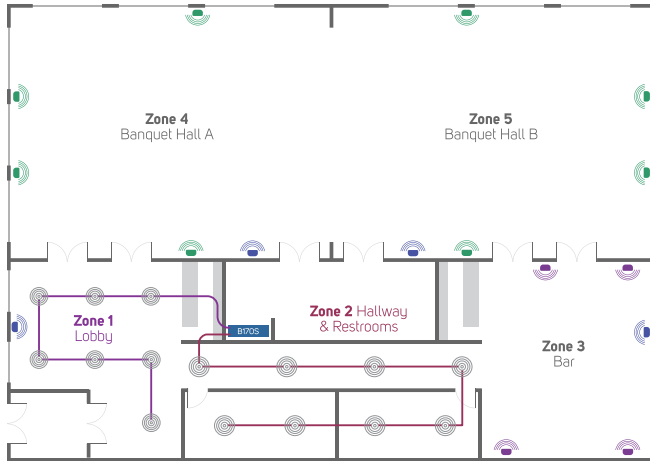 Zone 4
Banquet Hall A
Zone 5
Banquet Hall B
Zone 1
Lobby
B170S
Zone 2 Hallway
& Restrooms
Zone 3
Bar